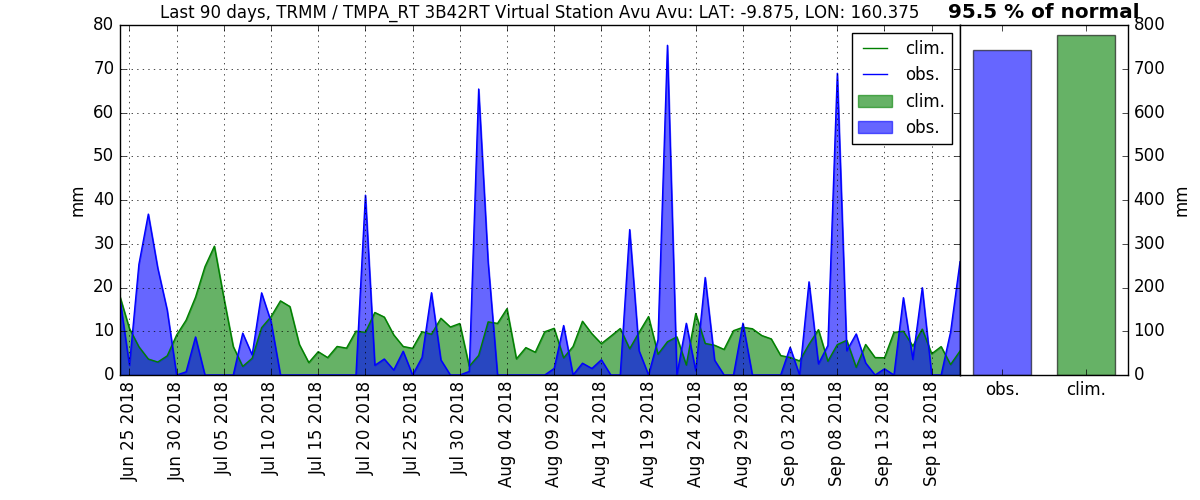 Last 90 days, TRMM / TMPA_RT 3B42RT Virtual Station Avu Avu: LAT: -9.875, LON: 160.375
95.5 % of normal
80
70
60
50
40
30
20
10
0
mm
clim.
obs.
clim.
obs.
800
700
600
500
400
300
200
100
0
mm
Jun 25 2018
Jun 30 2018
Jul 05 2018
Jul 10 2018
Jul 15 2018
Jul 20 2018
Jul 25 2018
Jul 30 2018
Aug 04 2018
Aug 09 2018
Aug 14 2018
Aug 19 2018
Aug 24 2018
Aug 29 2018
Sep 03 2018
Sep 08 2018
Sep 13 2018
Sep 18 2018
obs.
clim.